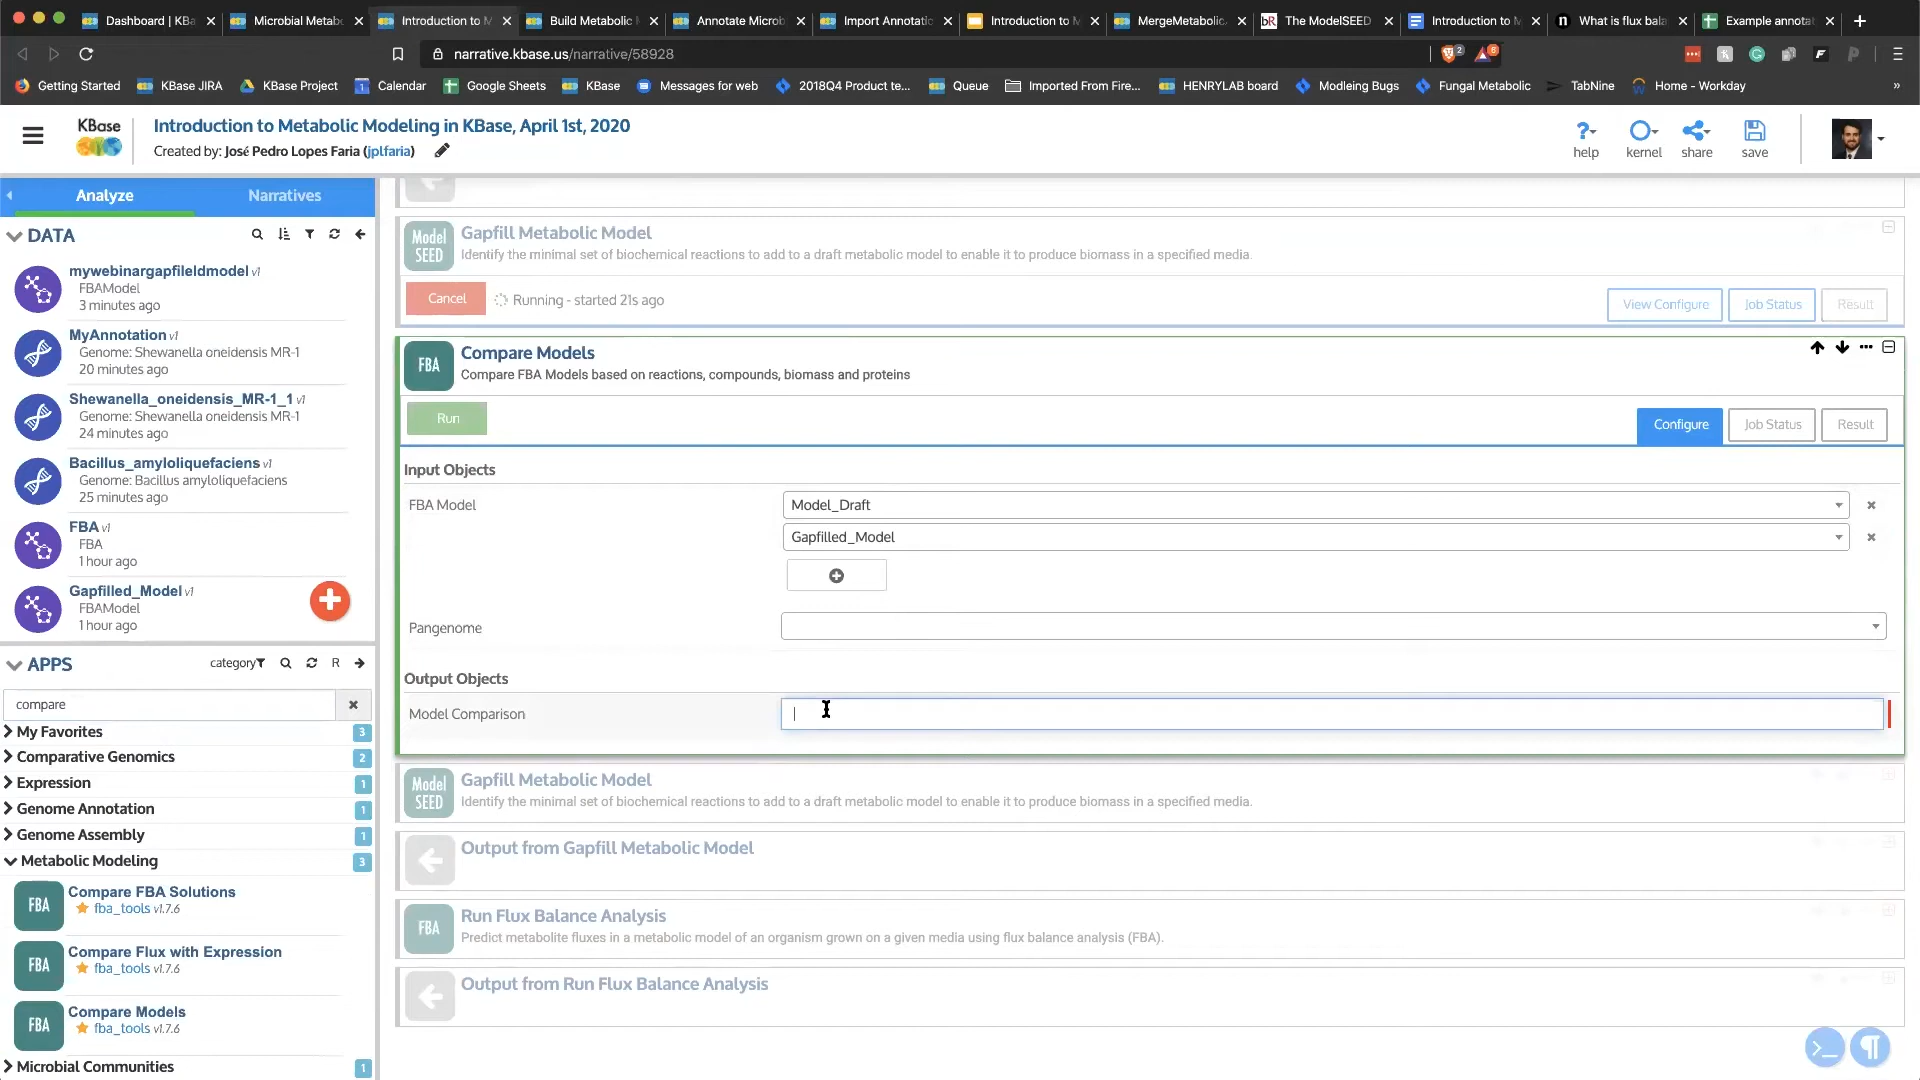 Dashboard | KBa
Microbial Metab
Introduction to M
Build Metabolic
Annotate Microb
Import Annotatic
Introduction to M
MergeMetabolic
bR The ModelSEED
Introduction to M
n What is flux bala
Example annotat
narrative.kbase.us/narrative/58928
2
8
Getting Started
KBase JIRA
KBase Project
Calendar
Google Sheets
KBase
Messages for web
2018Q4 Product te...
Queue
Imported From Fire...
HENRYLAB board
Modleing Bugs
Fungal Metabolic
TabNine
Home - Workday
»
KBase
Introduction to Metabolic Modeling in KBase, April 1st, 2020
Created by: José Pedro Lopes Faria (jplfaria)
help
kernel
share
save
Analyze
Narratives
DATA
mywebinargapfileldmodel v1
FBAModel
3 minutes ago
MyAnnotation v1
Genome: Shewanella oneidensis MR-1
20 minutes ago
Shewanella_oneidensis_MR-1_1 v1
Genome: Shewanella oneidensis MR-1
24 minutes ago
Bacillus_amyloliquefaciens v1
Genome: Bacillus amyloliquefaciens
25 minutes ago
FBA v1
FBA
1 hour ago
Gapfilled_Model v1
FBAModel
1 hour ago
APPS
category
R
compare
My Favorites 3
Comparative Genomics 2
Expression 1
Genome Annotation 1
Genome Assembly 1
Metabolic Modeling 3
FBA
Compare FBA Solutions
fba_tools v1.7.6
FBA
Compare Flux with Expression
fba_tools v1.7.6
FBA
Compare Models
fba_tools v1.7.6
Microbial Communities 1
Model SEED
Gapfill Metabolic Model
Identify the minimal set of biochemical reactions to add to a draft metabolic model to enable it to produce biomass in a specified media.
Cancel
Running - started 21s ago
View Configure
Job Status
Result
FBA
Compare Models
Compare FBA Models based on reactions, compounds, biomass and proteins
Run
Configure
Job Status
Result
Input Objects
FBA Model
Model_Draft
Gapfilled_Model
Pangenome
Output Objects
Model Comparison
Model SEED
Gapfill Metabolic Model
Identify the minimal set of biochemical reactions to add to a draft metabolic model to enable it to produce biomass in a specified media.
Output from Gapfill Metabolic Model
FBA
Run Flux Balance Analysis
Predict metabolite fluxes in a metabolic model of an organism grown on a given media using flux balance analysis (FBA).
Output from Run Flux Balance Analysis